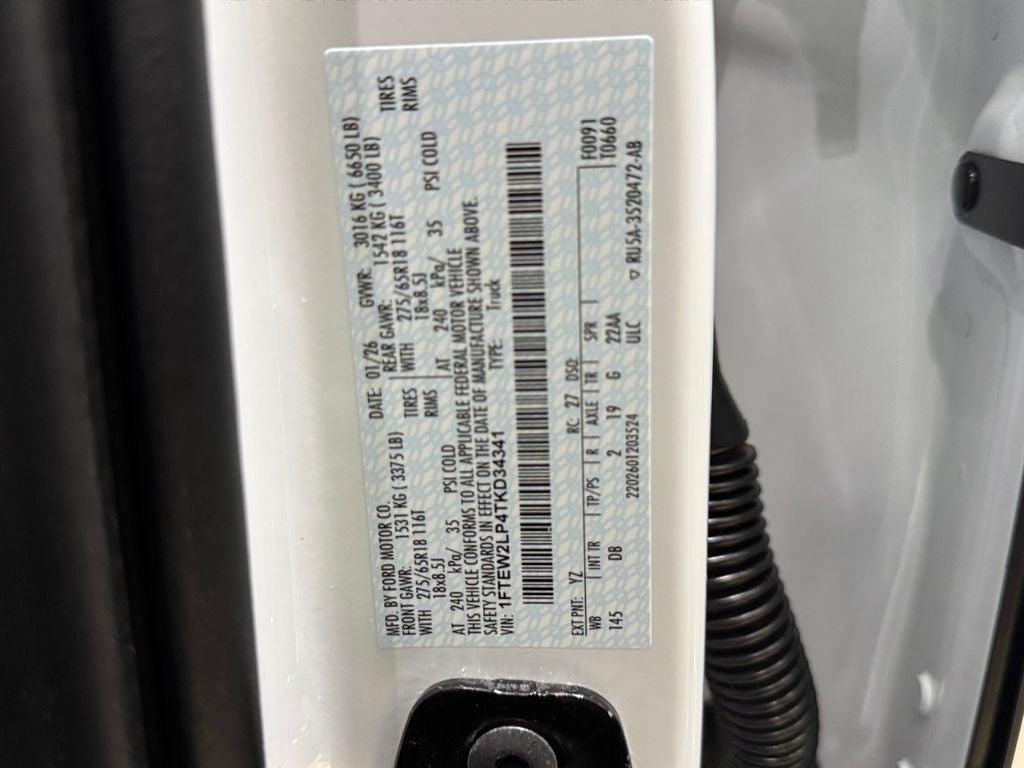 MFD. BY FORD MOTOR CO. DATE: 01/26 GVWR: 3016 KG ( 6650 LB)
FRONT GAWR: 1531 KG ( 3375 LB) REAR GAWR: 1542 KG ( 3400 LB)
WITH 275/65R18 116T TIRES WITH 275/65R18 116T TIRES
18x8.5J RIMS 18x8.5J RIMS
AT 240 kPa/ 35 PSI COLD AT 240 kPa/ 35 PSI COLD
THIS VEHICLE CONFORMS TO ALL APPLICABLE FEDERAL MOTOR VEHICLE
SAFETY STANDARDS IN EFFECT ON THE DATE OF MANUFACTURE SHOWN ABOVE.
VIN: 1FTEW2LP4TKD34341 TYPE: Truck
EXT PNT: YZ RC: 27 DSO: F0091
WB INT TR TP/PS R AXLE TR SPR T0660
145 DB 2 19 G 22AA
2202601203524 ULC ▽ RU5A-3520472-AB